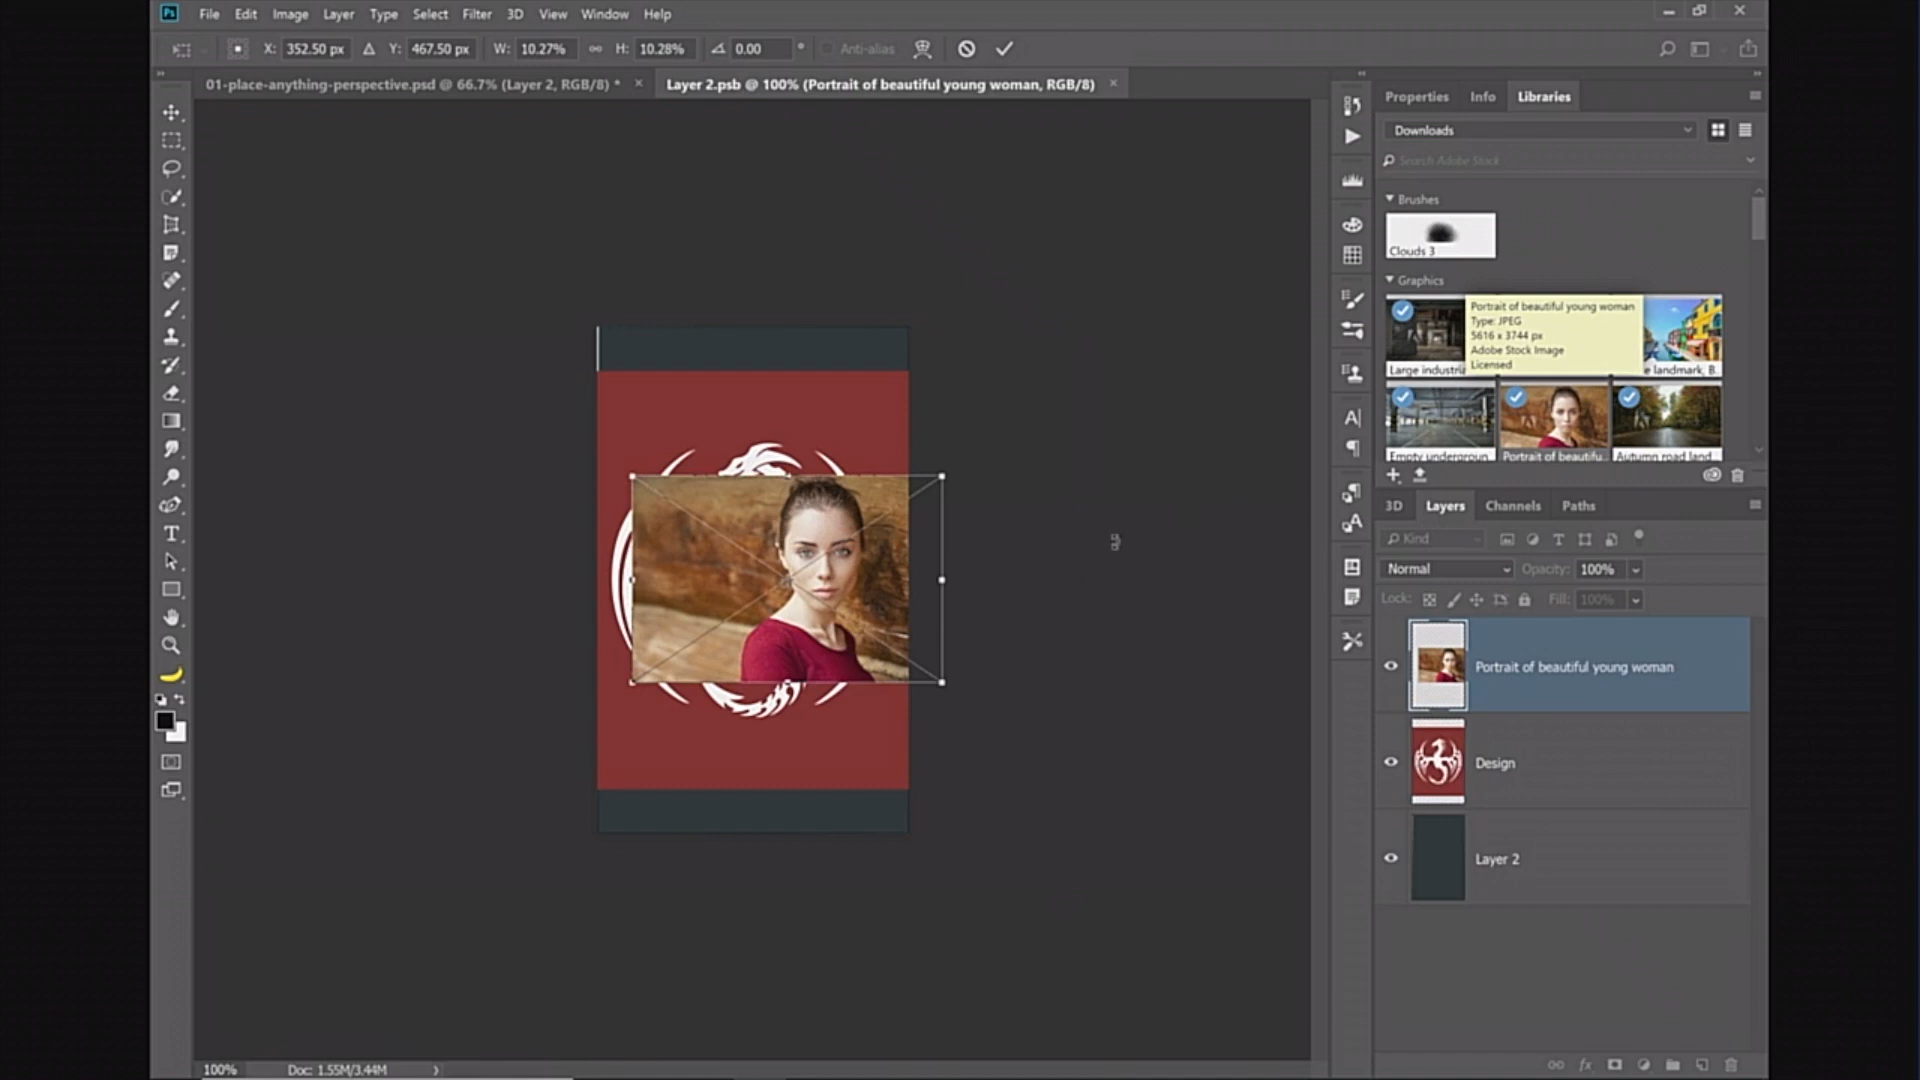 Ps File Edit Image Layer Type Select Filter 3D View Window Help
X: 352.50 px Δ Y: 467.50 px W: 10.27% H: 10.28% 0.00 ° Anti-alias
01-place-anything-perspective.psd @ 66.7% (Layer 2, RGB/8) * × Layer 2.psb @ 100% (Portrait of beautiful young woman, RGB/8) ×
Properties Info Libraries
Downloads
Search Adobe Stock
Brushes
Clouds 3
Graphics
Portrait of beautiful young woman
Type: JPEG
5616 x 3744 px
Adobe Stock Image
Licensed
Large industria
e landmark, B..
Empty undergroun.. Portrait of beautifu.. Autumn road land..
3D Layers Channels Paths
Kind
Normal Opacity: 100%
Lock: Fill: 100%
Portrait of beautiful young woman
Design
Layer 2
100% Doc: 1.55M/3.44M